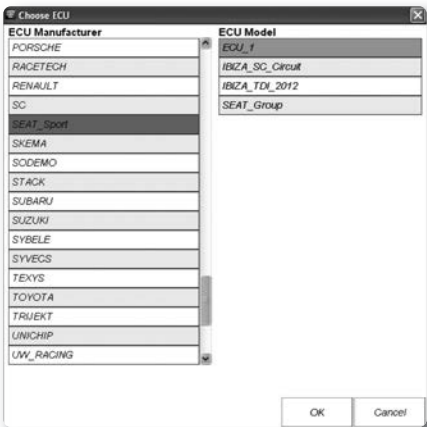 Choose ECU
ECU Manufacturer
PORSCHE
RACETECH
RENAULT
SC
SEAT_Sport
SKEMA
SODEMO
STACK
SUBARU
SUZUKI
SYBELE
SYVECS
TEXYS
TOYOTA
TRIJEKT
UNICHIP
UW_RACING
ECU Model
ECU_1
IBIZA_SC_Circuit
IBIZA_TDI_2012
SEAT_Group
OK
Cancel